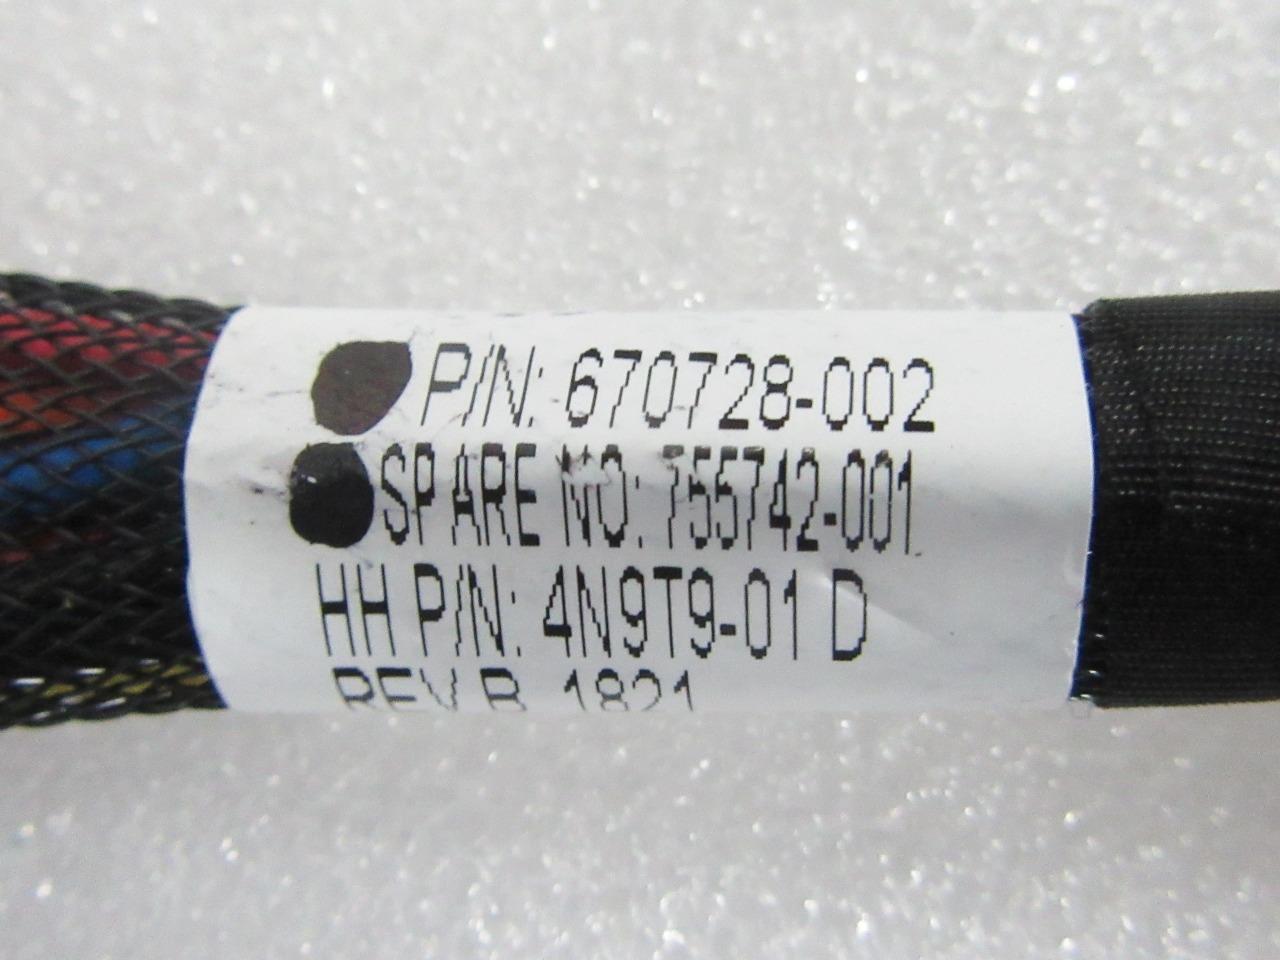 P/N: 670728-002
SPARE NO: 755742-001
HH P/N: 4N9T9-01 D
REV B 1821